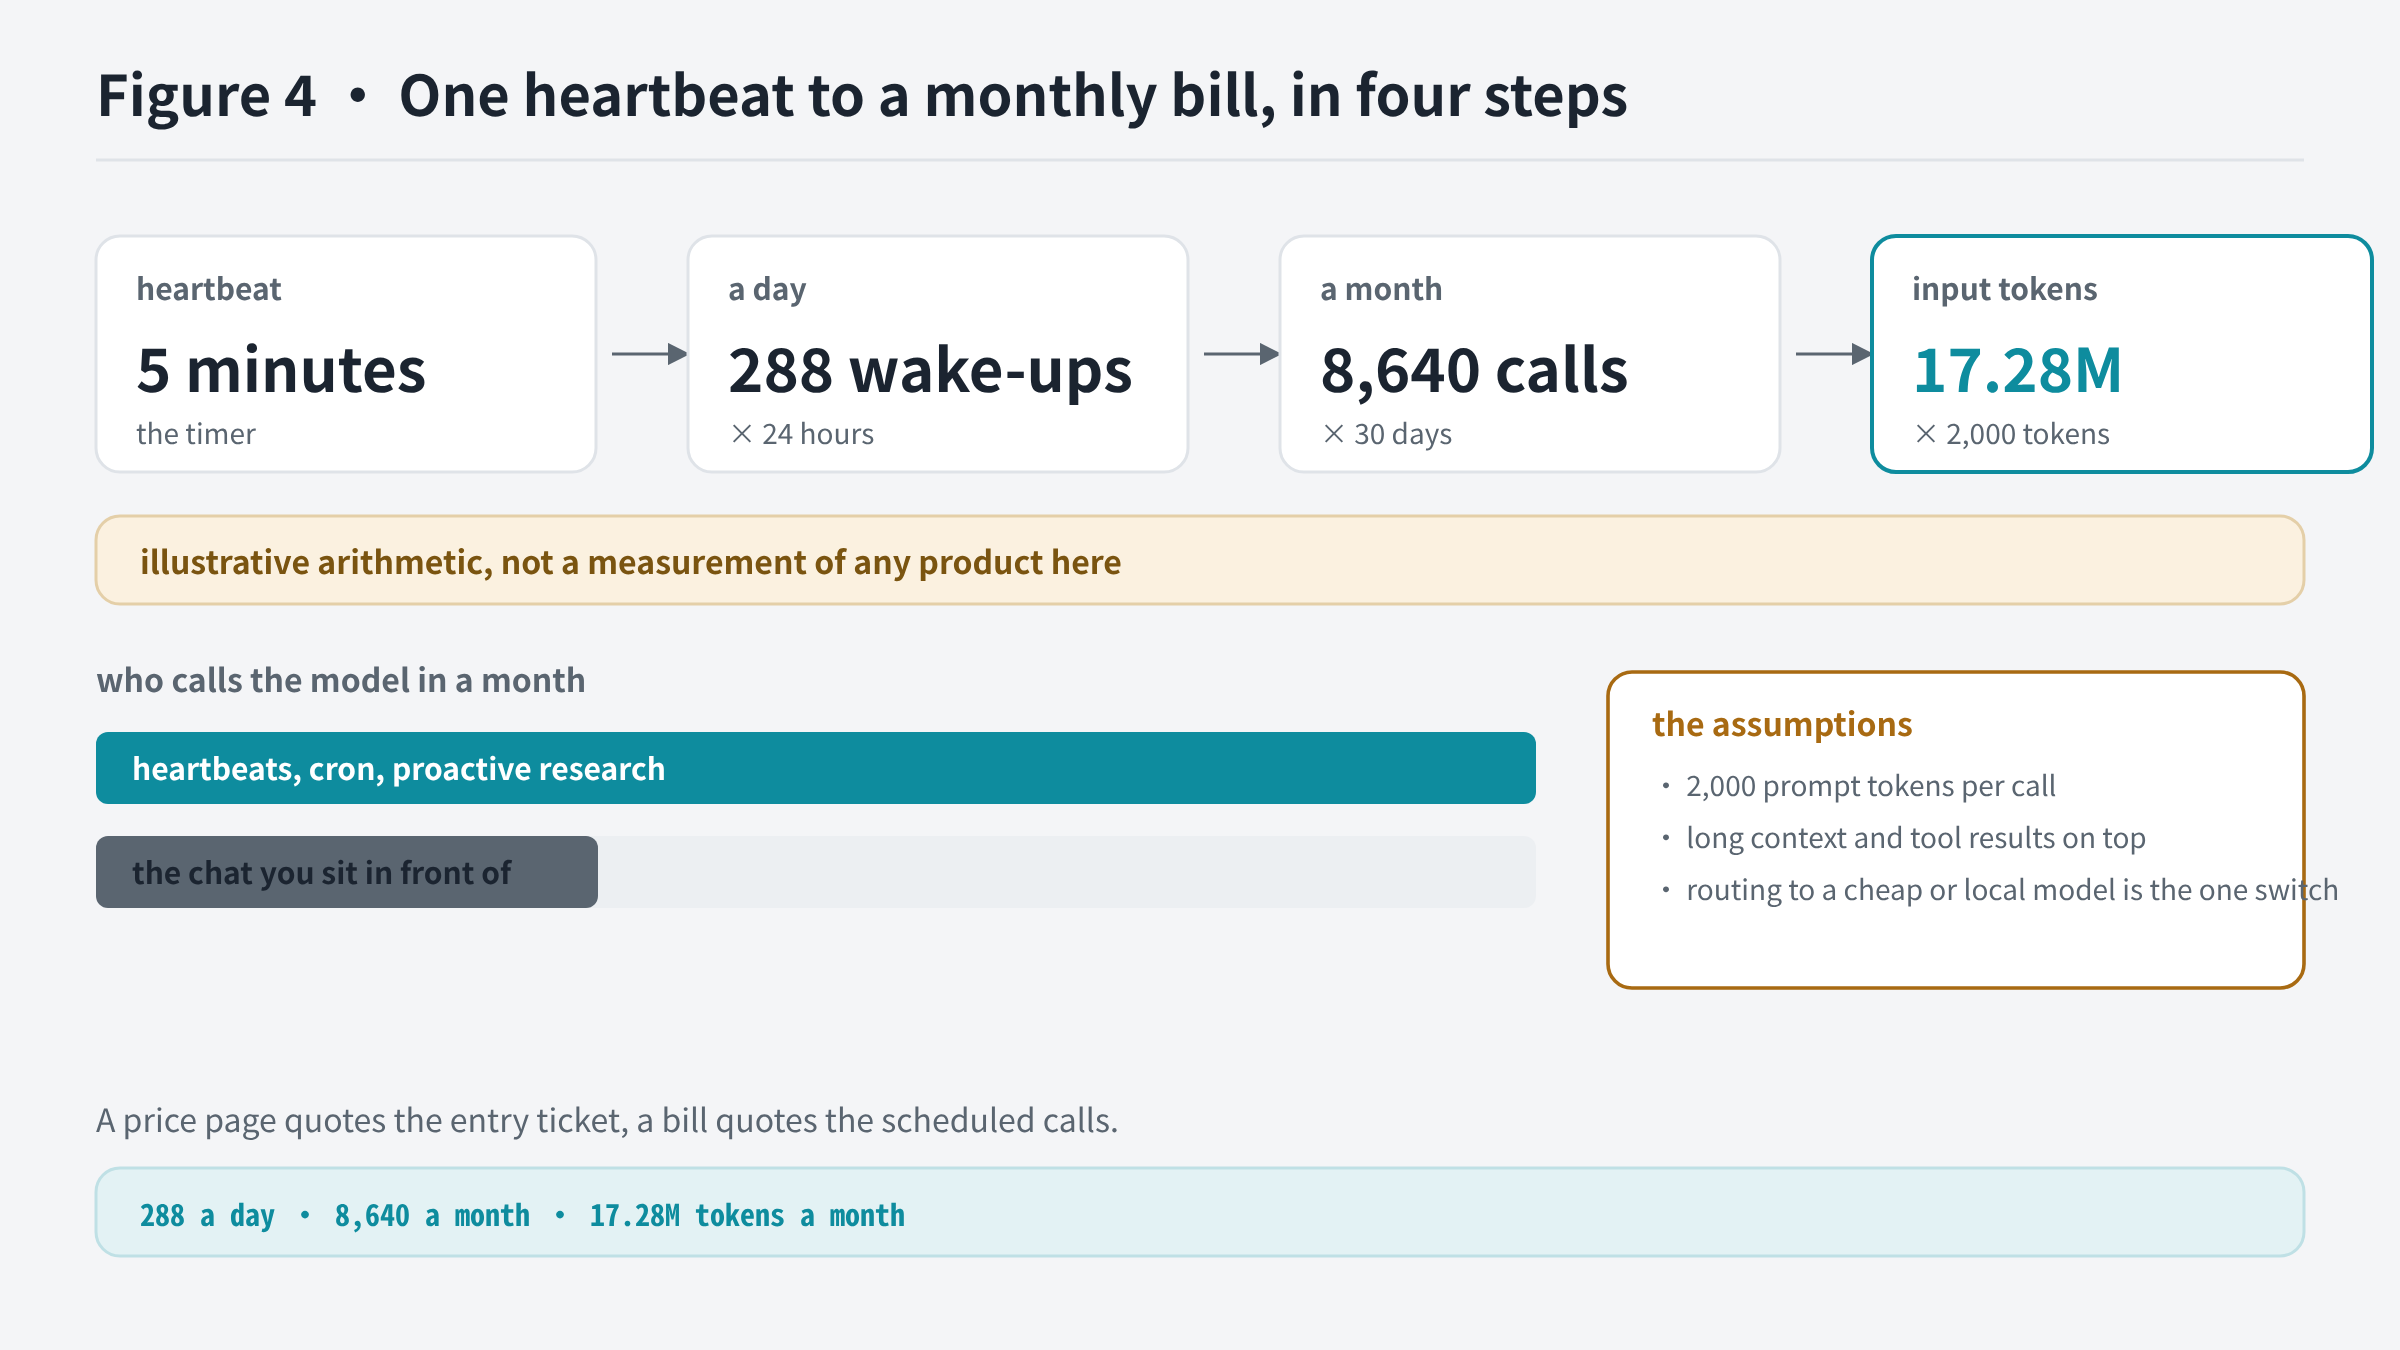 Figure 4 • One heartbeat to a monthly bill, in four steps
heartbeat
5 minutes
the timer
a day
288 wake-ups
× 24 hours
a month
8,640 calls
× 30 days
input tokens
17.28M
× 2,000 tokens
illustrative arithmetic, not a measurement of any product here
who calls the model in a month
heartbeats, cron, proactive research
the chat you sit in front of
the assumptions
• 2,000 prompt tokens per call
• long context and tool results on top
• routing to a cheap or local model is the one switch
A price page quotes the entry ticket, a bill quotes the scheduled calls.
288 a day • 8,640 a month • 17.28M tokens a month